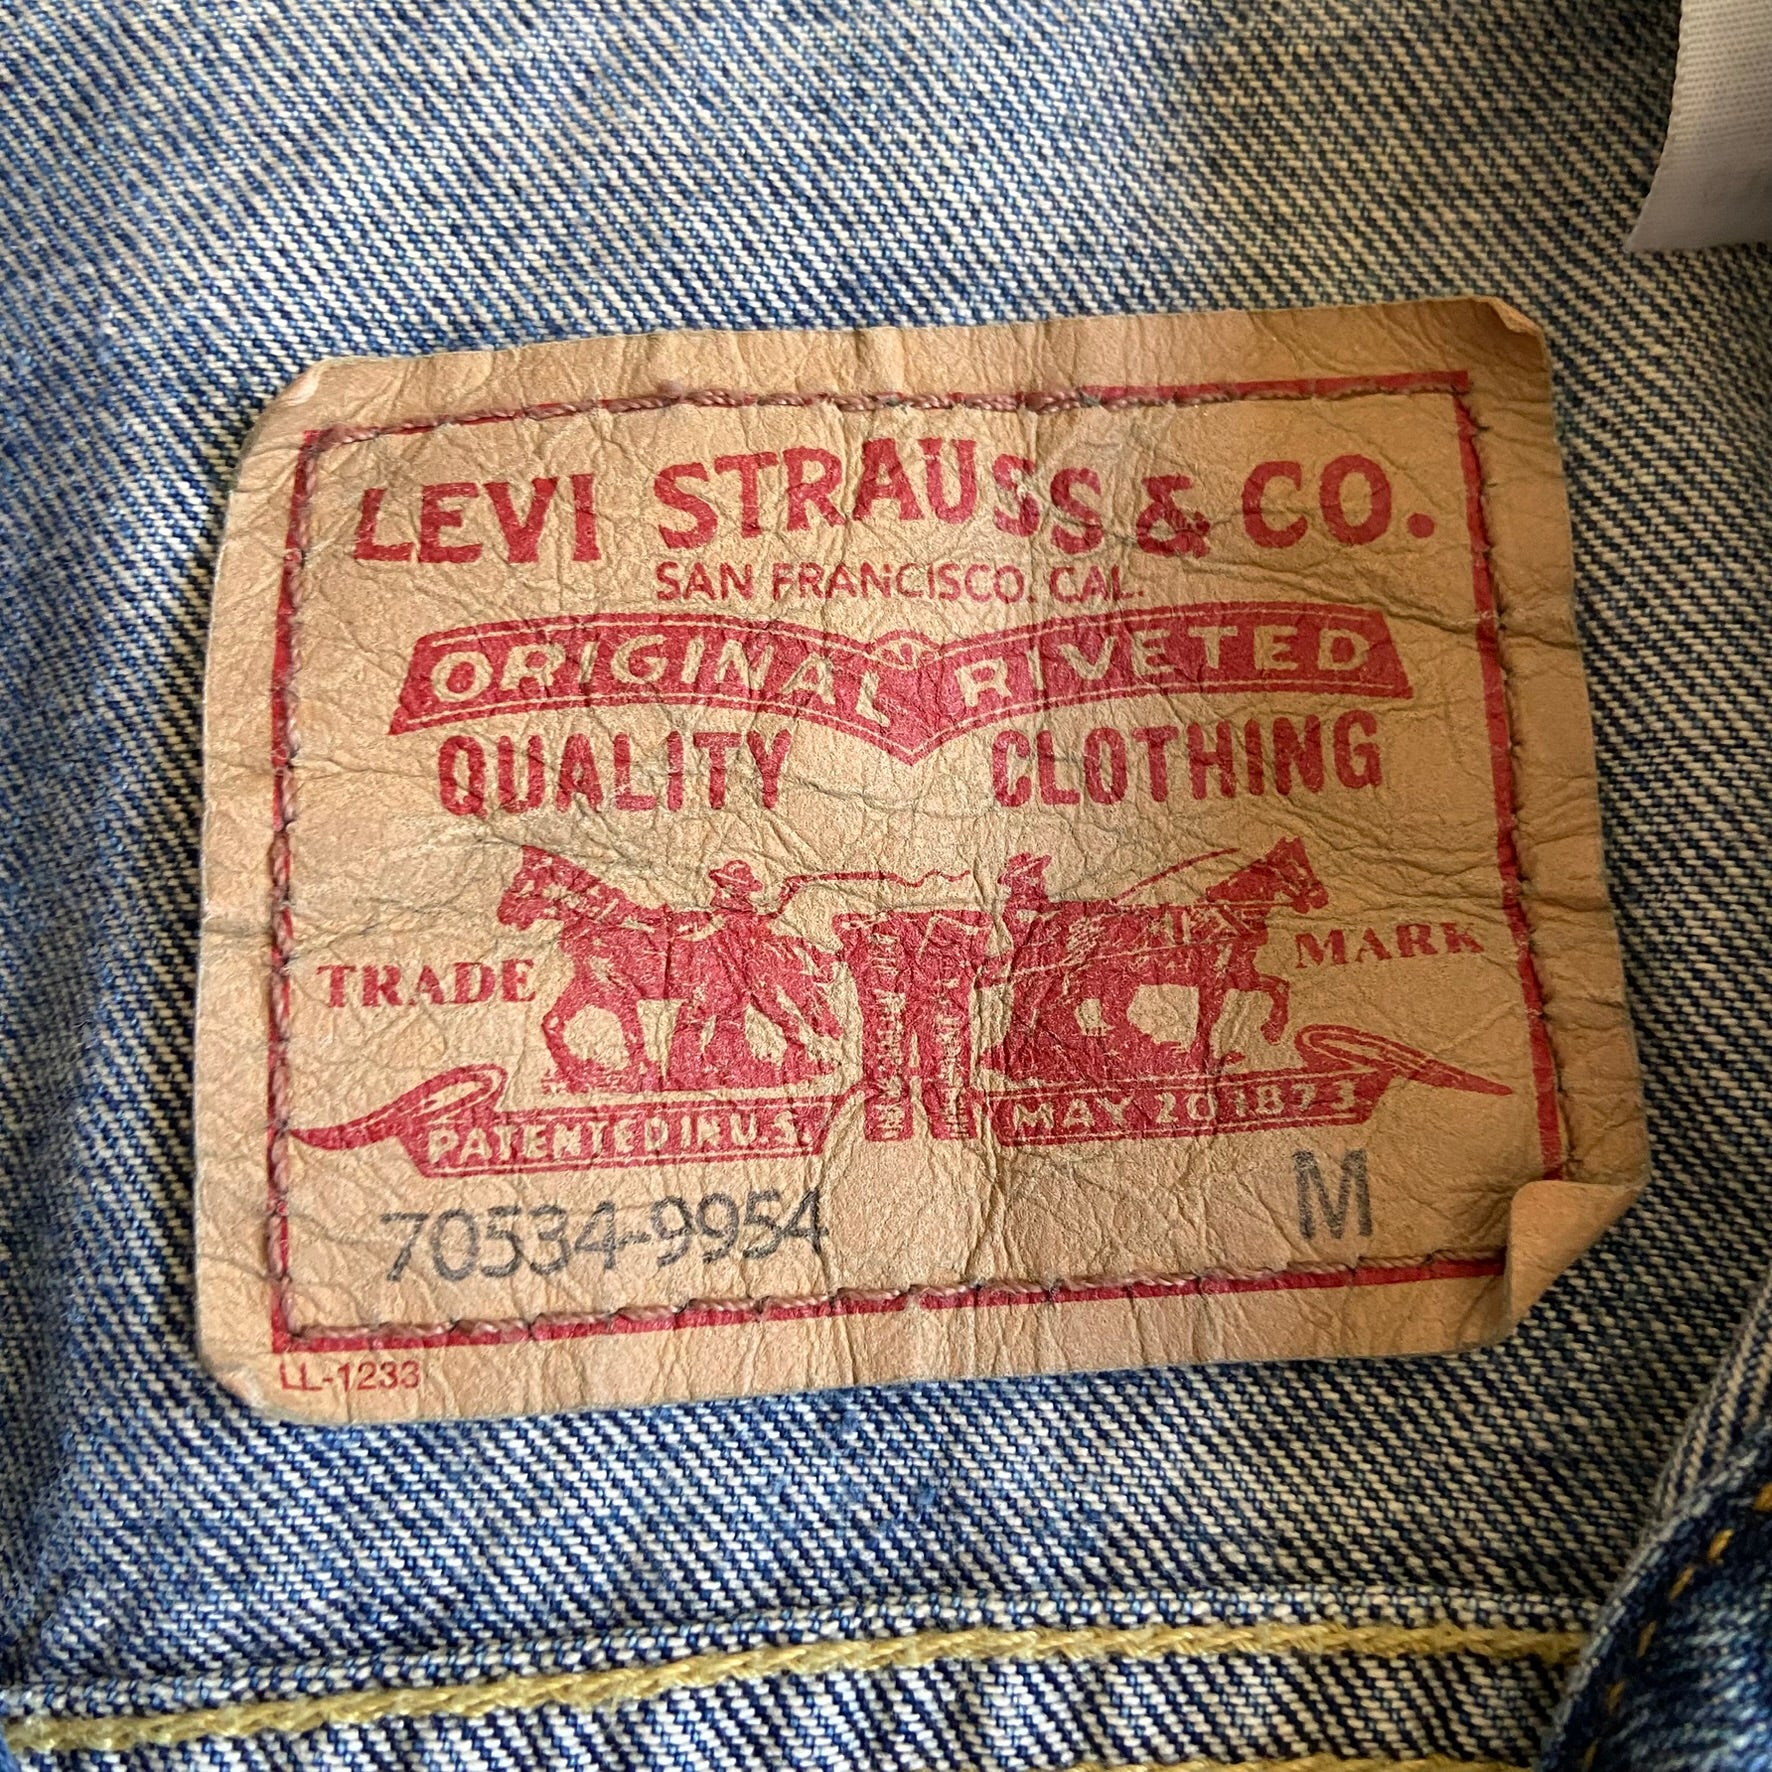 LEVI STRAUSS & CO.
SAN FRANCISCO. CAL.
ORIGINAL RIVETED
QUALITY CLOTHING
TRADE MARK
PATENTED IN U.S. MAY 20 1873
70534-9954 M
LL-1233